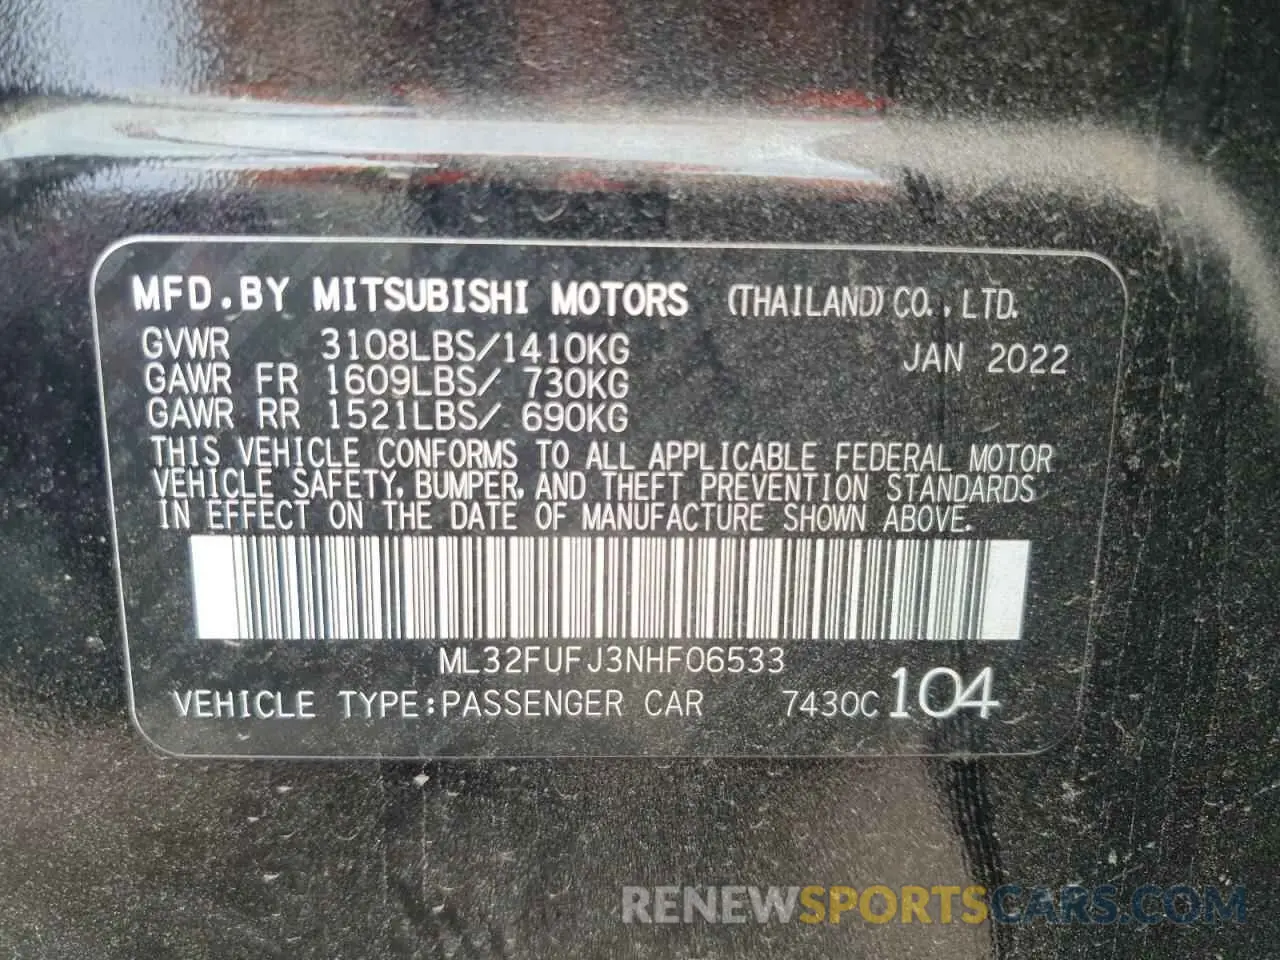 MFD.BY MITSUBISHI MOTORS (THAILAND) CO., LTD.
GVWR 3108LBS/1410KG JAN 2022
GAWR FR 1609LBS/ 730KG
GAWR RR 1521LBS/ 690KG
THIS VEHICLE CONFORMS TO ALL APPLICABLE FEDERAL MOTOR
VEHICLE SAFETY, BUMPER, AND THEFT PREVENTION STANDARDS
IN EFFECT ON THE DATE OF MANUFACTURE SHOWN ABOVE.
ML32FUFJ3NHF06533
VEHICLE TYPE:PASSENGER CAR 7430C 104
RENEWSPORTSCARS.COM